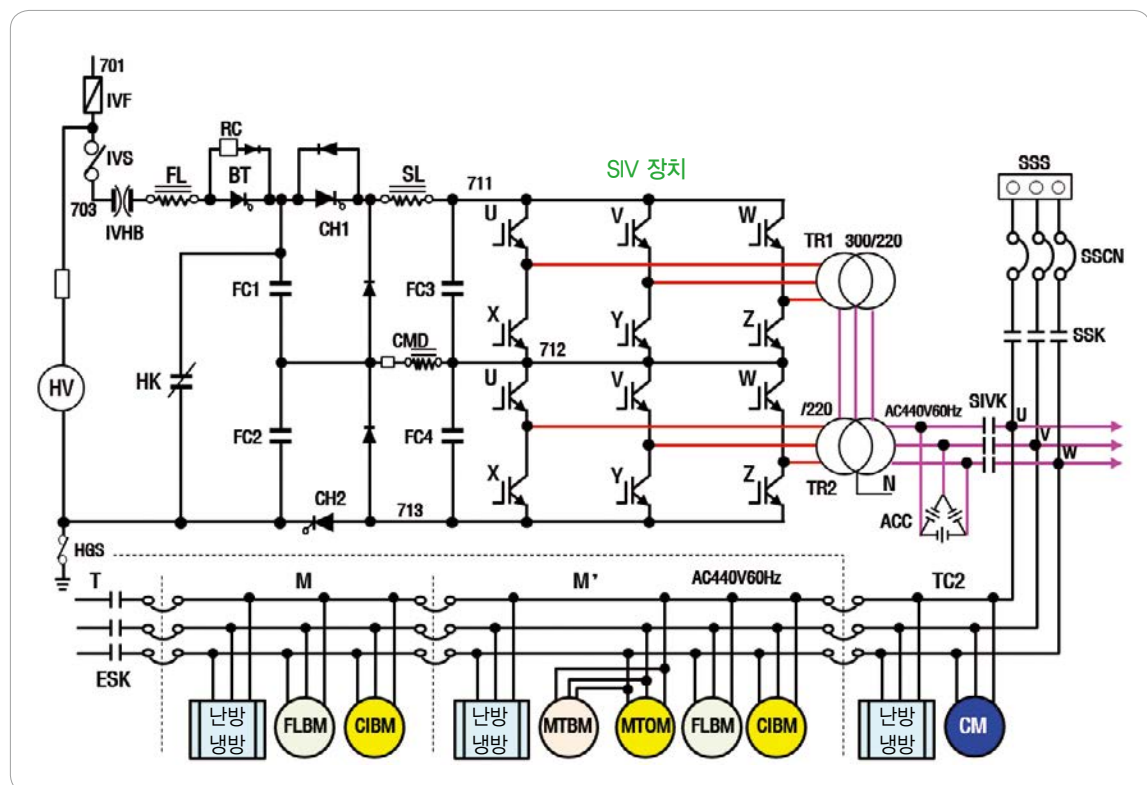 701
IVF
IVS
703
IVHB
FL
RC
BT
CH1
SL
711
SIV 장치
U
V
W
TR1
300/220
SSS
SSCN
SSK
HV
HK
FC1
FC3
X
Y
Z
CMD
712
U
V
W
/220
AC440V60Hz
SIVK
U
V
W
FC2
FC4
X
Y
Z
TR2
N
ACC
CH2
713
HGS
T
M
M'
AC440V60Hz
TC2
ESK
난방
냉방
FLBM
CIBM
난방
냉방
MTBM
MTOM
FLBM
CIBM
난방
냉방
CM